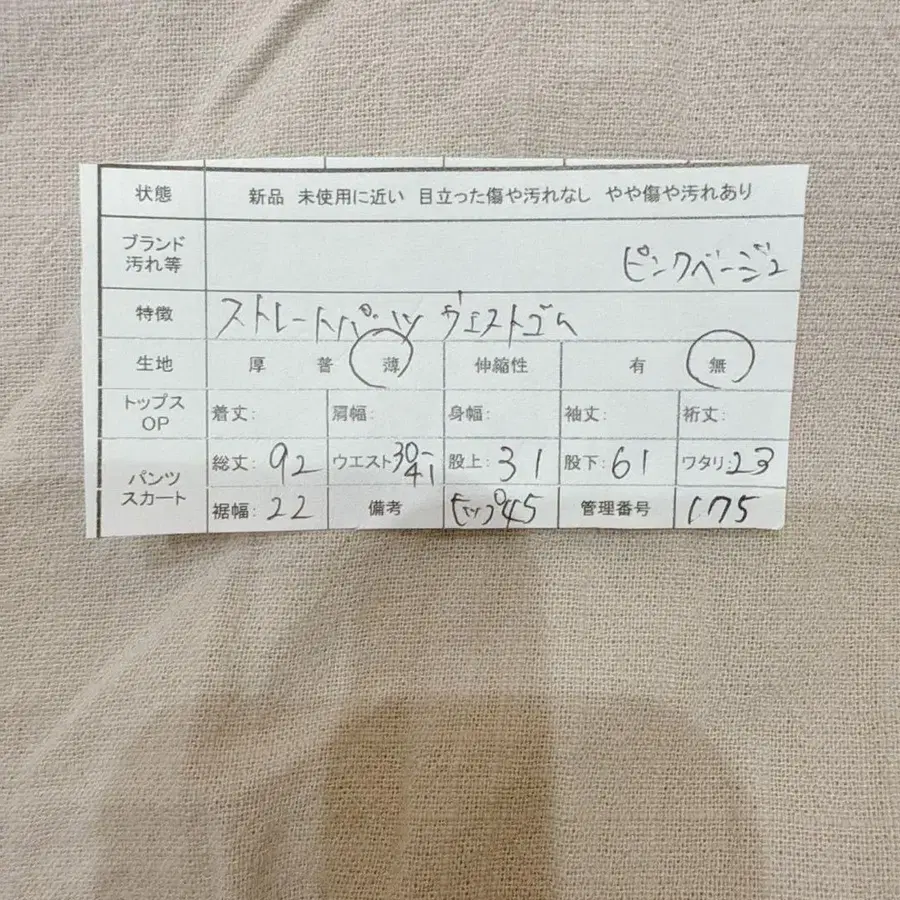 状態 新品 未使用に近い 目立った傷や汚れなし やや傷や汚れあり
ブランド
汚れ等
ピンクベージュ
特徴 ストレートパンツ ウエストゴム
生地 厚 普 薄 伸縮性 有 無
トップス
OP
着丈: 肩幅: 身幅: 袖丈: 裄丈:
パンツ
スカート
総丈: 92 ウエスト 30-41 股上: 31 股下: 61 ワタリ: 23
裾幅: 22 備考 ヒップ45 管理番号 175